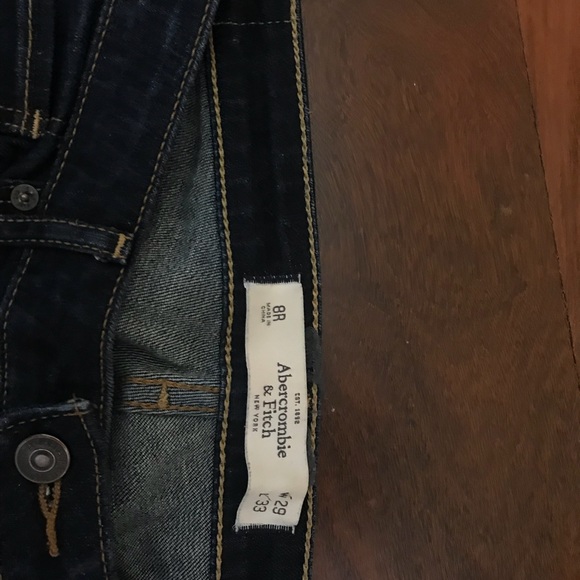 8R
MADE IN
CHINA
EST. 1892
Abercrombie
& Fitch
NEW YORK
W29
L33